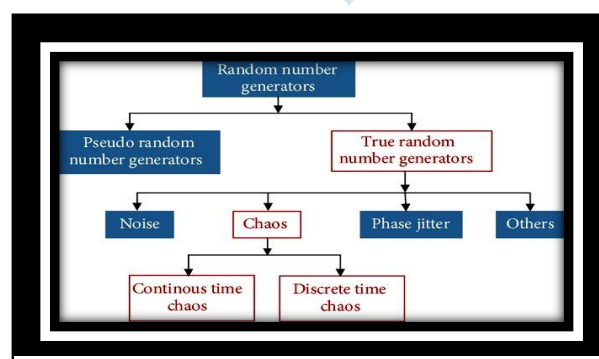 Random number
generators
Pseudo random
number generators
True random
number generators
Noise
Chaos
Phase jitter
Others
Continous time
chaos
Discrete time
chaos